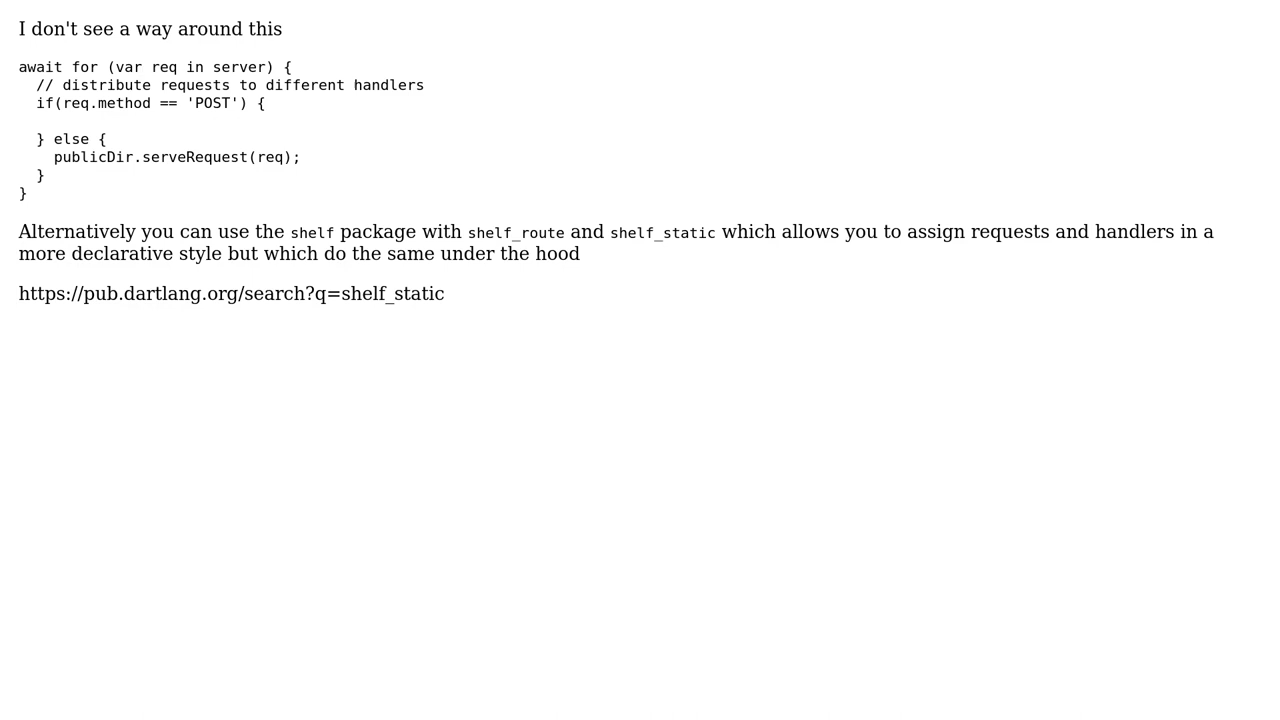 I don't see a way around this
await for (var req in server) {
  // distribute requests to different handlers
  if(req.method == 'POST') {
  } else {
    publicDir.serveRequest(req);
  }
}
Alternatively you can use the shelf package with shelf_route and shelf_static which allows you to assign requests and handlers in a
more declarative style but which do the same under the hood
https://pub.dartlang.org/search?q=shelf_static